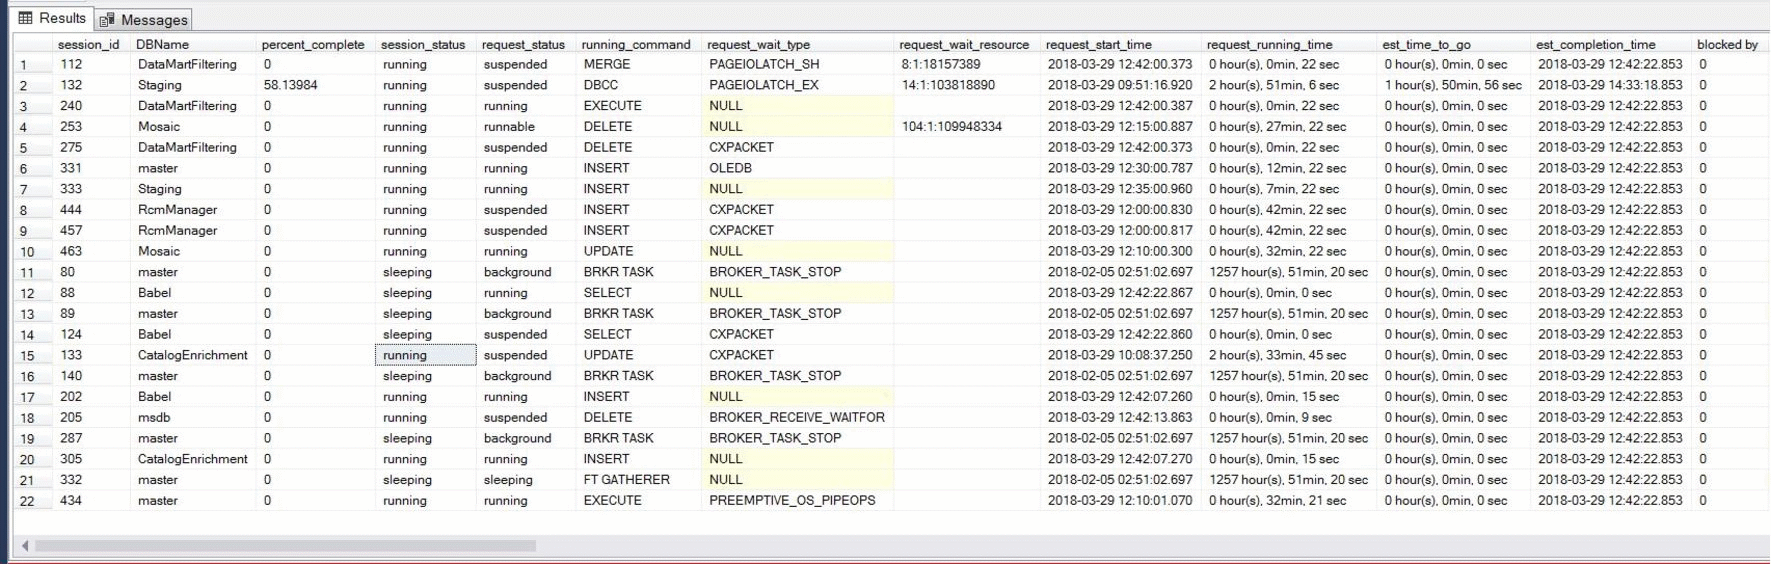 Results Messages
session_id DBName percent_complete session_status request_status running_command request_wait_type request_wait_resource request_start_time request_running_time est_time_to_go est_completion_time blocked by
1 112 DataMartFiltering 0 running suspended MERGE PAGEIOLATCH_SH 8:1:18157389 2018-03-29 12:42:00.373 0 hour(s), 0min, 22 sec 0 hour(s), 0min, 0 sec 2018-03-29 12:42:22.853 0
2 132 Staging 58.13984 running suspended DBCC PAGEIOLATCH_EX 14:1:103818890 2018-03-29 09:51:16.920 2 hour(s), 51min, 6 sec 1 hour(s), 50min, 56 sec 2018-03-29 14:33:18.853 0
3 240 DataMartFiltering 0 running running EXECUTE NULL 2018-03-29 12:42:00.387 0 hour(s), 0min, 22 sec 0 hour(s), 0min, 0 sec 2018-03-29 12:42:22.853 0
4 253 Mosaic 0 running runnable DELETE NULL 104:1:109948334 2018-03-29 12:15:00.887 0 hour(s), 27min, 22 sec 0 hour(s), 0min, 0 sec 2018-03-29 12:42:22.853 0
5 275 DataMartFiltering 0 running suspended DELETE CXPACKET 2018-03-29 12:42:00.373 0 hour(s), 0min, 22 sec 0 hour(s), 0min, 0 sec 2018-03-29 12:42:22.853 0
6 331 master 0 running running INSERT OLEDB 2018-03-29 12:30:00.787 0 hour(s), 12min, 22 sec 0 hour(s), 0min, 0 sec 2018-03-29 12:42:22.853 0
7 333 Staging 0 running running INSERT NULL 2018-03-29 12:35:00.960 0 hour(s), 7min, 22 sec 0 hour(s), 0min, 0 sec 2018-03-29 12:42:22.853 0
8 444 RcmManager 0 running suspended INSERT CXPACKET 2018-03-29 12:00:00.830 0 hour(s), 42min, 22 sec 0 hour(s), 0min, 0 sec 2018-03-29 12:42:22.853 0
9 457 RcmManager 0 running suspended INSERT CXPACKET 2018-03-29 12:00:00.817 0 hour(s), 42min, 22 sec 0 hour(s), 0min, 0 sec 2018-03-29 12:42:22.853 0
10 463 Mosaic 0 running running UPDATE NULL 2018-03-29 12:10:00.300 0 hour(s), 32min, 22 sec 0 hour(s), 0min, 0 sec 2018-03-29 12:42:22.853 0
11 80 master 0 sleeping background BRKR TASK BROKER_TASK_STOP 2018-02-05 02:51:02.697 1257 hour(s), 51min, 20 sec 0 hour(s), 0min, 0 sec 2018-03-29 12:42:22.853 0
12 88 Babel 0 sleeping running SELECT NULL 2018-03-29 12:42:22.867 0 hour(s), 0min, 0 sec 0 hour(s), 0min, 0 sec 2018-03-29 12:42:22.853 0
13 89 master 0 sleeping background BRKR TASK BROKER_TASK_STOP 2018-02-05 02:51:02.697 1257 hour(s), 51min, 20 sec 0 hour(s), 0min, 0 sec 2018-03-29 12:42:22.853 0
14 124 Babel 0 sleeping suspended SELECT CXPACKET 2018-03-29 12:42:22.860 0 hour(s), 0min, 0 sec 0 hour(s), 0min, 0 sec 2018-03-29 12:42:22.853 0
15 133 CatalogEnrichment 0 running suspended UPDATE CXPACKET 2018-03-29 10:08:37.250 2 hour(s), 33min, 45 sec 0 hour(s), 0min, 0 sec 2018-03-29 12:42:22.853 0
16 140 master 0 sleeping background BRKR TASK BROKER_TASK_STOP 2018-02-05 02:51:02.697 1257 hour(s), 51min, 20 sec 0 hour(s), 0min, 0 sec 2018-03-29 12:42:22.853 0
17 202 Babel 0 running running INSERT NULL 2018-03-29 12:42:07.260 0 hour(s), 0min, 15 sec 0 hour(s), 0min, 0 sec 2018-03-29 12:42:22.853 0
18 205 msdb 0 running suspended DELETE BROKER_RECEIVE_WAITFOR 2018-03-29 12:42:13.863 0 hour(s), 0min, 9 sec 0 hour(s), 0min, 0 sec 2018-03-29 12:42:22.853 0
19 287 master 0 sleeping background BRKR TASK BROKER_TASK_STOP 2018-02-05 02:51:02.697 1257 hour(s), 51min, 20 sec 0 hour(s), 0min, 0 sec 2018-03-29 12:42:22.853 0
20 305 CatalogEnrichment 0 running running INSERT NULL 2018-03-29 12:42:07.270 0 hour(s), 0min, 15 sec 0 hour(s), 0min, 0 sec 2018-03-29 12:42:22.853 0
21 332 master 0 sleeping sleeping FT GATHERER NULL 2018-02-05 02:51:02.697 1257 hour(s), 51min, 20 sec 0 hour(s), 0min, 0 sec 2018-03-29 12:42:22.853 0
22 434 master 0 running running EXECUTE PREEMPTIVE_OS_PIPEOPS 2018-03-29 12:10:01.070 0 hour(s), 32min, 21 sec 0 hour(s), 0min, 0 sec 2018-03-29 12:42:22.853 0